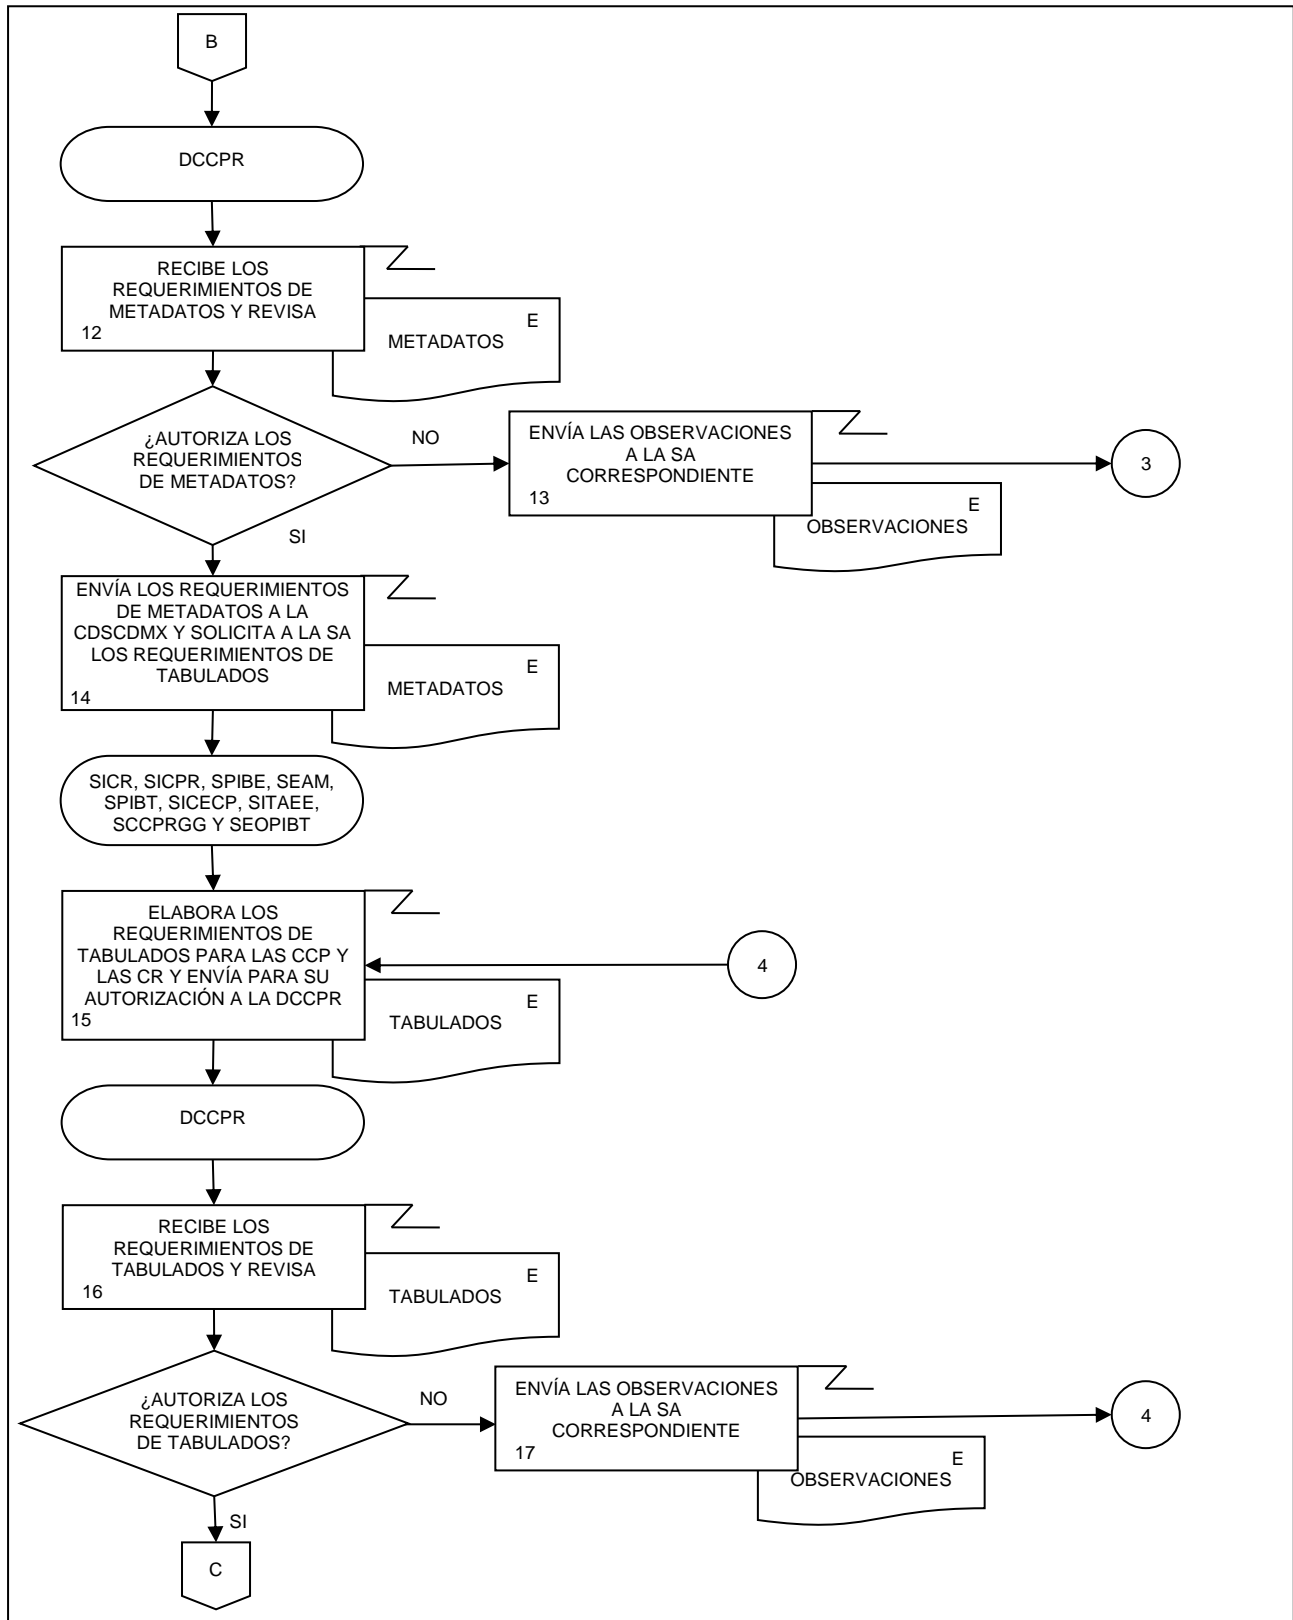 B
DCCPR
RECIBE LOS
REQUERIMIENTOS DE
METADATOS Y REVISA
12
E
METADATOS
¿AUTORIZA LOS
REQUERIMIENTOS
DE METADATOS?
NO
ENVÍA LAS OBSERVACIONES
A LA SA
CORRESPONDIENTE
13
3
E
OBSERVACIONES
SI
ENVÍA LOS REQUERIMIENTOS
DE METADATOS A LA
CDSCDMX Y SOLICITA A LA SA
LOS REQUERIMIENTOS DE
TABULADOS
14
E
METADATOS
SICR, SICPR, SPIBE, SEAM,
SPIBT, SICECP, SITAEE,
SCCPRGG Y SEOPIBT
ELABORA LOS
REQUERIMIENTOS DE
TABULADOS PARA LAS CCP Y
LAS CR Y ENVÍA PARA SU
AUTORIZACIÓN A LA DCCPR
15
4
E
TABULADOS
DCCPR
RECIBE LOS
REQUERIMIENTOS DE
TABULADOS Y REVISA
16
E
TABULADOS
¿AUTORIZA LOS
REQUERIMIENTOS
DE TABULADOS?
NO
ENVÍA LAS OBSERVACIONES
A LA SA
CORRESPONDIENTE
17
4
E
OBSERVACIONES
SI
C